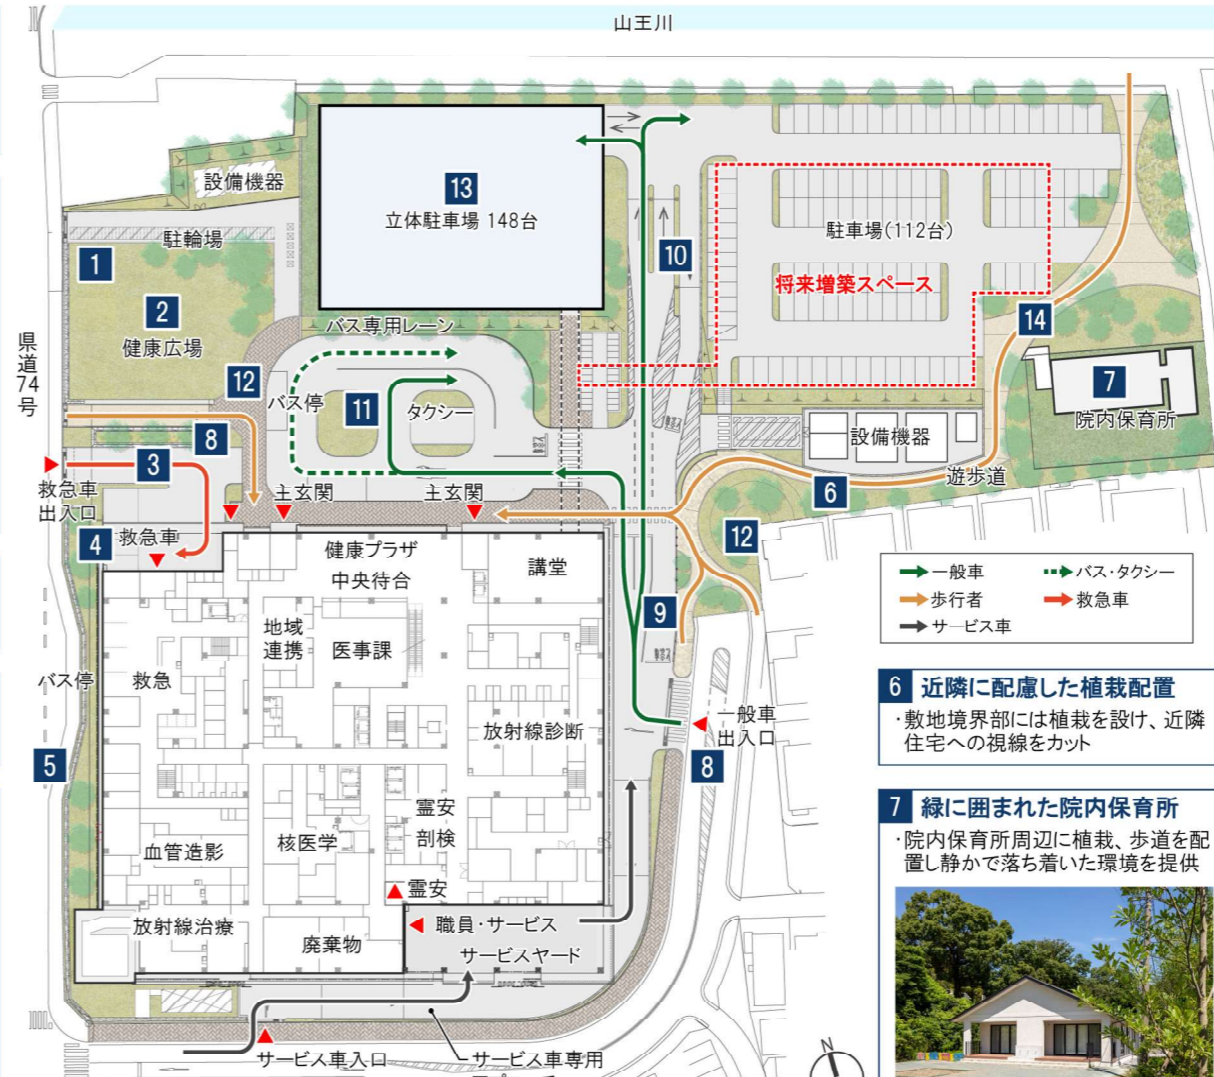 山王川
設備機器
13
立体駐車場 148台
駐輪場
1
2
健康広場
10
駐車場(112台)
将来増築スペース
県道74号
バス専用レーン
14
12
バス停
11
タクシー
7
院内保育所
設備機器
遊歩道
8
3
救急車
出入口
主玄関
主玄関
6
4
救急車
12
健康プラザ
中央待合
講堂
一般車
バス・タクシー
歩行者
救急車
サービス車
9
地域
連携
医事課
バス停
救急
放射線診断
一般車
出入口
8
5
霊安
剖検
核医学
血管造影
霊安
放射線治療
廃棄物
職員・サービス
サービスヤード
サービス車入口
サービス車専用
N
6 近隣に配慮した植栽配置
・敷地境界部には植栽を設け、近隣
住宅への視線をカット
7 緑に囲まれた院内保育所
・院内保育所周辺に植栽、歩道を配
置し静かで落ち着いた環境を提供